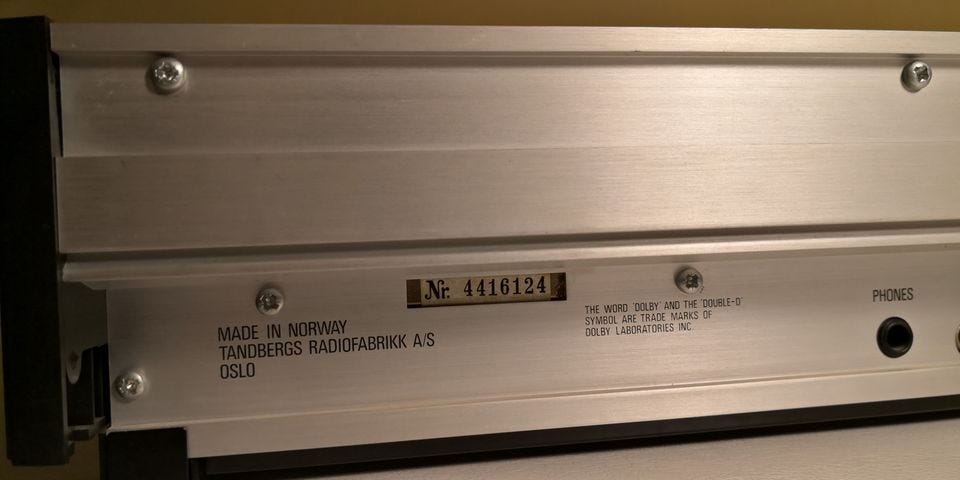 Nr. 4416124
MADE IN NORWAY
TANDBERGS RADIOFABRIKK A/S
OSLO
THE WORD 'DOLBY' AND THE 'DOUBLE-D'
SYMBOL ARE TRADE MARKS OF
DOLBY LABORATORIES INC.
PHONES